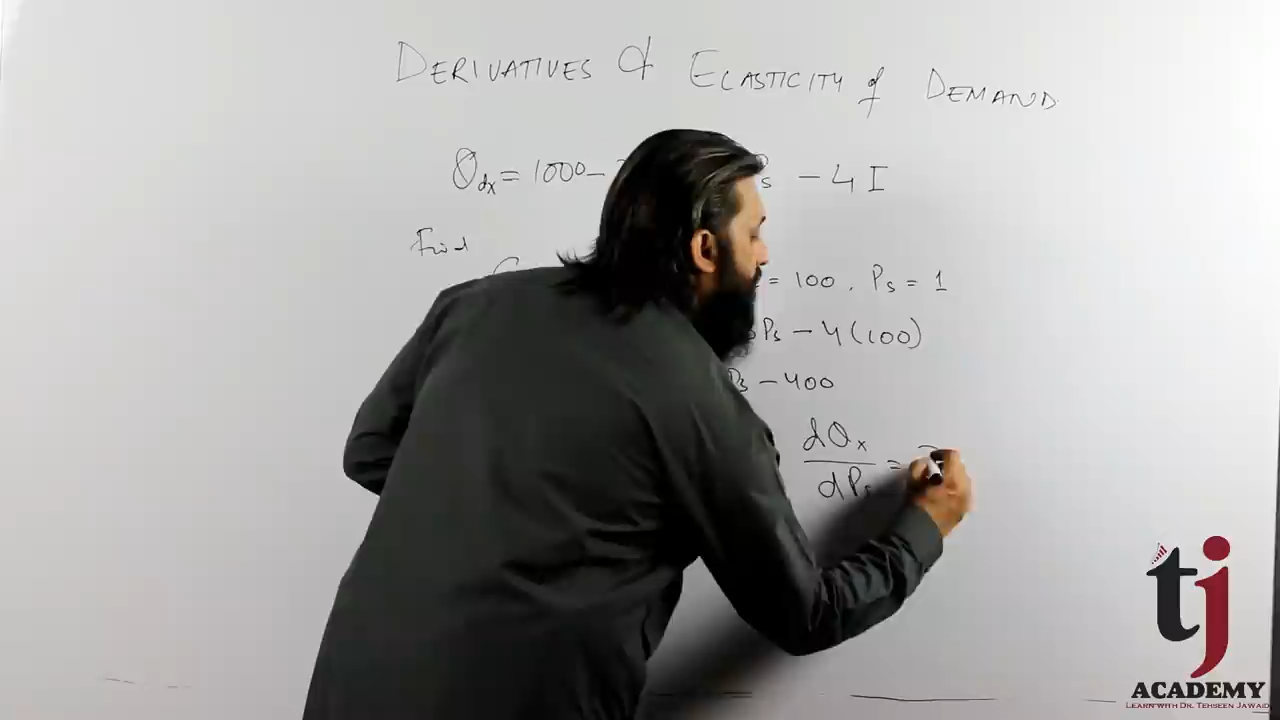 DERIVATIVES & ELASTICITY of DEMAND
Qdx = 1000 - Ps - 4 I
Find
= 100 . Ps = 1
Ps - 4 (100)
Ps - 400
dQx
dPs =
tj
ACADEMY
LEARN WITH DR. TEHSEEN JAWAID